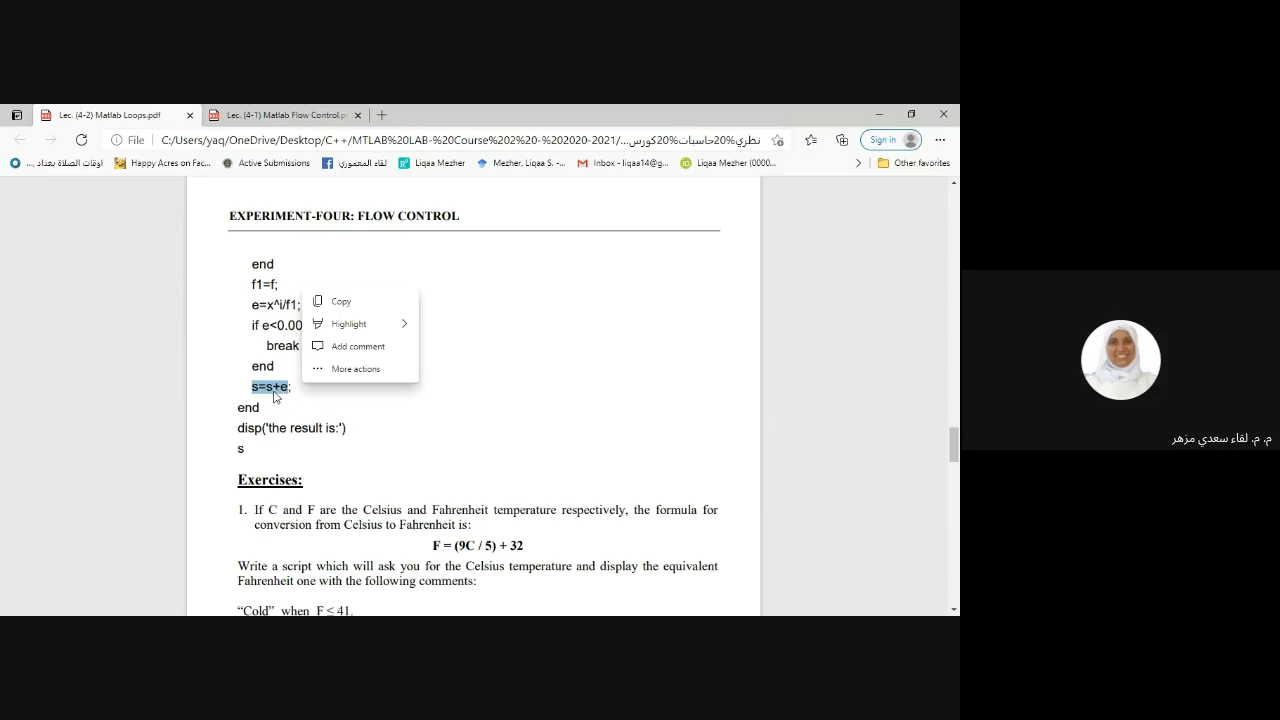 Lec. (4-2) Matlab Loops.pdf
Lec. (4-1) Matlab Flow Control.p
File
C:/Users/yaq/OneDrive/Desktop/C++/MTLAB%20LAB-%20Course%202%20-%202020-2021/نظري%20حاسبات%20كورس...
Sign in
اوقات الصلاة بغداد, ...
Happy Acres on Fac...
Active Submissions
لقاء المعموري
Liqaa Mezher
Mezher, Liqaa S. -...
Inbox - liqaa14@g...
Liqaa Mezher (0000...
Other favorites
EXPERIMENT-FOUR: FLOW CONTROL
end
f1=f;
e=x^i/f1;
if e<0.00
break
end
s=s+e;
end
disp('the result is:')
s
Copy
Highlight
Add comment
More actions
Exercises:
1. If C and F are the Celsius and Fahrenheit temperature respectively, the formula for
conversion from Celsius to Fahrenheit is:
F = (9C / 5) + 32
Write a script which will ask you for the Celsius temperature and display the equivalent
Fahrenheit one with the following comments:
“Cold” when F ≤ 41.
م. م. لقاء سعدي مزهر